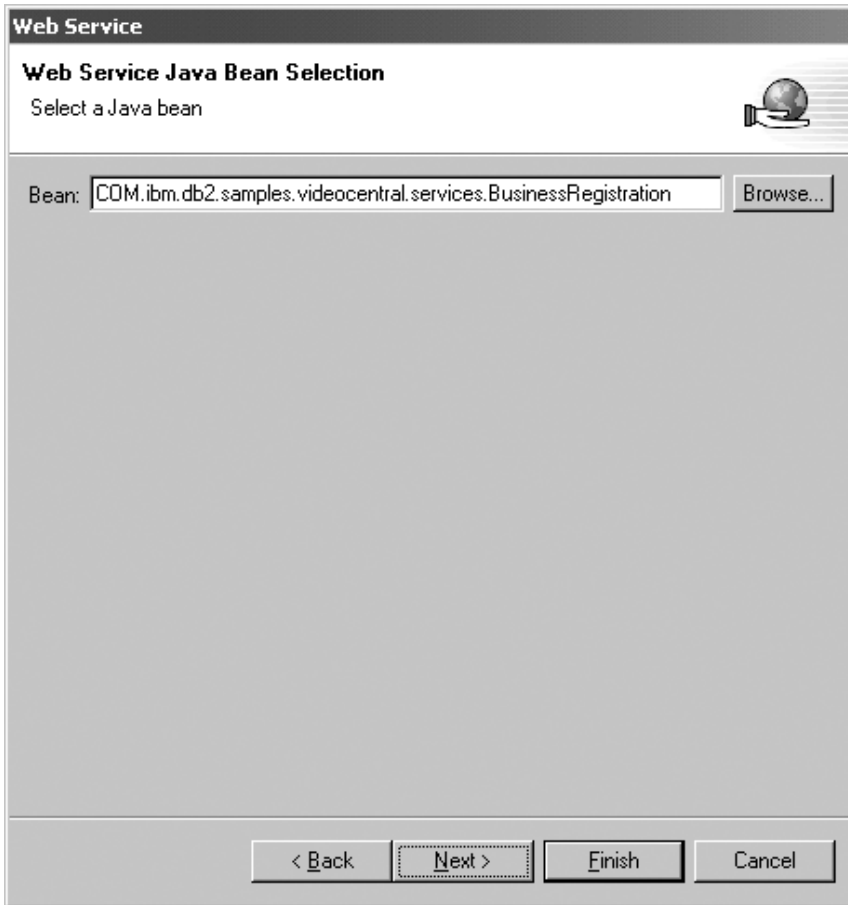 Web Service
Web Service Java Bean Selection
Select a Java bean
Bean: COM.ibm.db2.samples.videocentral.services.BusinessRegistration Browse...
< Back Next > Finish Cancel